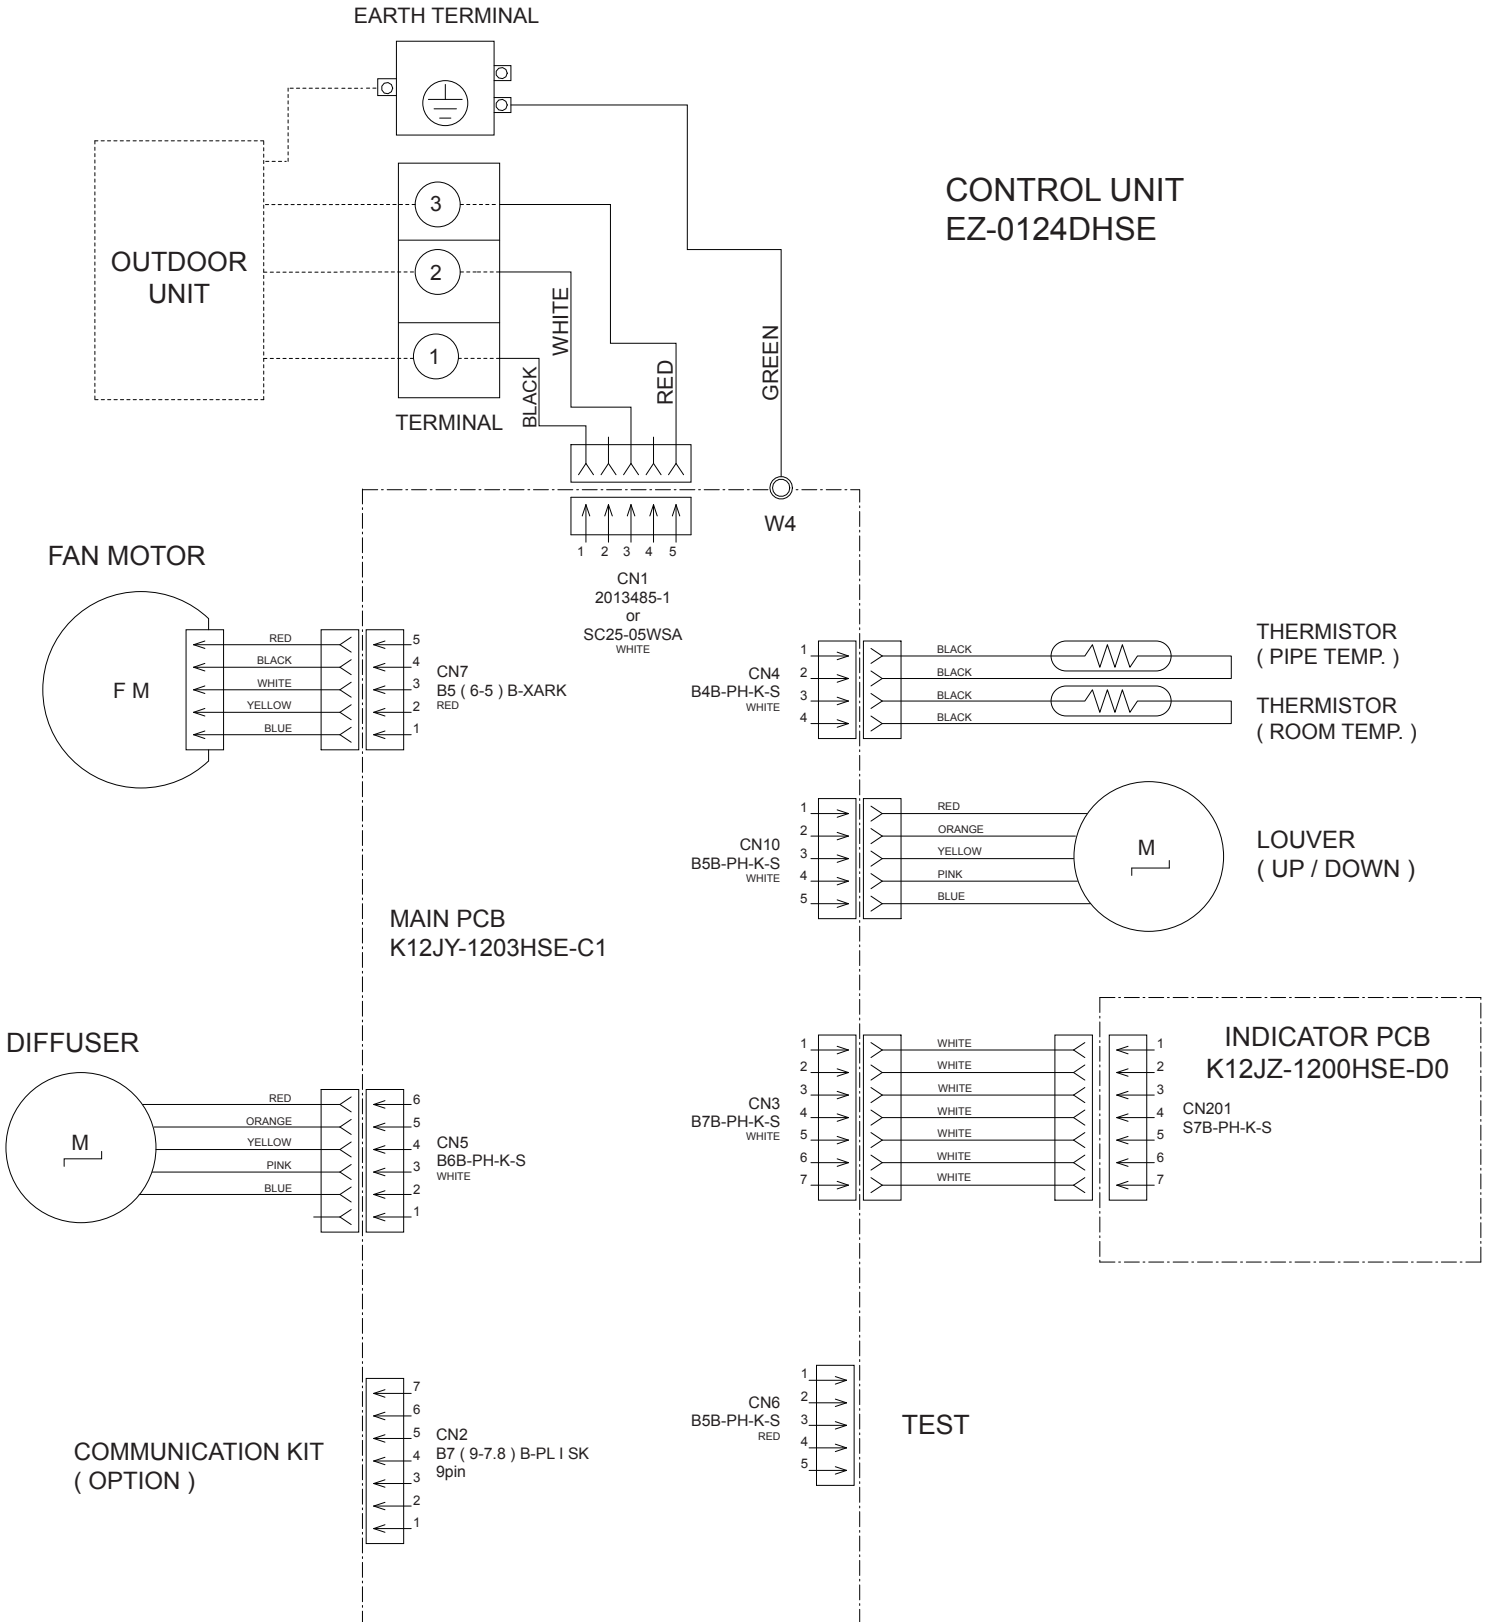 EARTH TERMINAL
CONTROL UNIT
EZ-0124DHSE
OUTDOOR
UNIT
3
2
1
TERMINAL
BLACK
WHITE
RED
GREEN
W4
1 2 3 4 5
CN1
2013485-1
or
SC25-05WSA
WHITE
FAN MOTOR
F M
RED
BLACK
WHITE
YELLOW
BLUE
5
4
3
2
1
CN7
B5 ( 6-5 ) B-XARK
RED
CN4
B4B-PH-K-S
WHITE
1
2
3
4
BLACK
BLACK
BLACK
BLACK
THERMISTOR
( PIPE TEMP. )
THERMISTOR
( ROOM TEMP. )
CN10
B5B-PH-K-S
WHITE
1
2
3
4
5
RED
ORANGE
YELLOW
PINK
BLUE
M
LOUVER
( UP / DOWN )
MAIN PCB
K12JY-1203HSE-C1
DIFFUSER
M
RED
ORANGE
YELLOW
PINK
BLUE
6
5
4
3
2
1
CN5
B6B-PH-K-S
WHITE
CN3
B7B-PH-K-S
WHITE
1
2
3
4
5
6
7
WHITE
WHITE
WHITE
WHITE
WHITE
WHITE
WHITE
1
2
3
4
5
6
7
INDICATOR PCB
K12JZ-1200HSE-D0
CN201
S7B-PH-K-S
COMMUNICATION KIT
( OPTION )
7
6
5
4
3
2
1
CN2
B7 ( 9-7.8 ) B-PL I SK
9pin
CN6
B5B-PH-K-S
RED
1
2
3
4
5
TEST